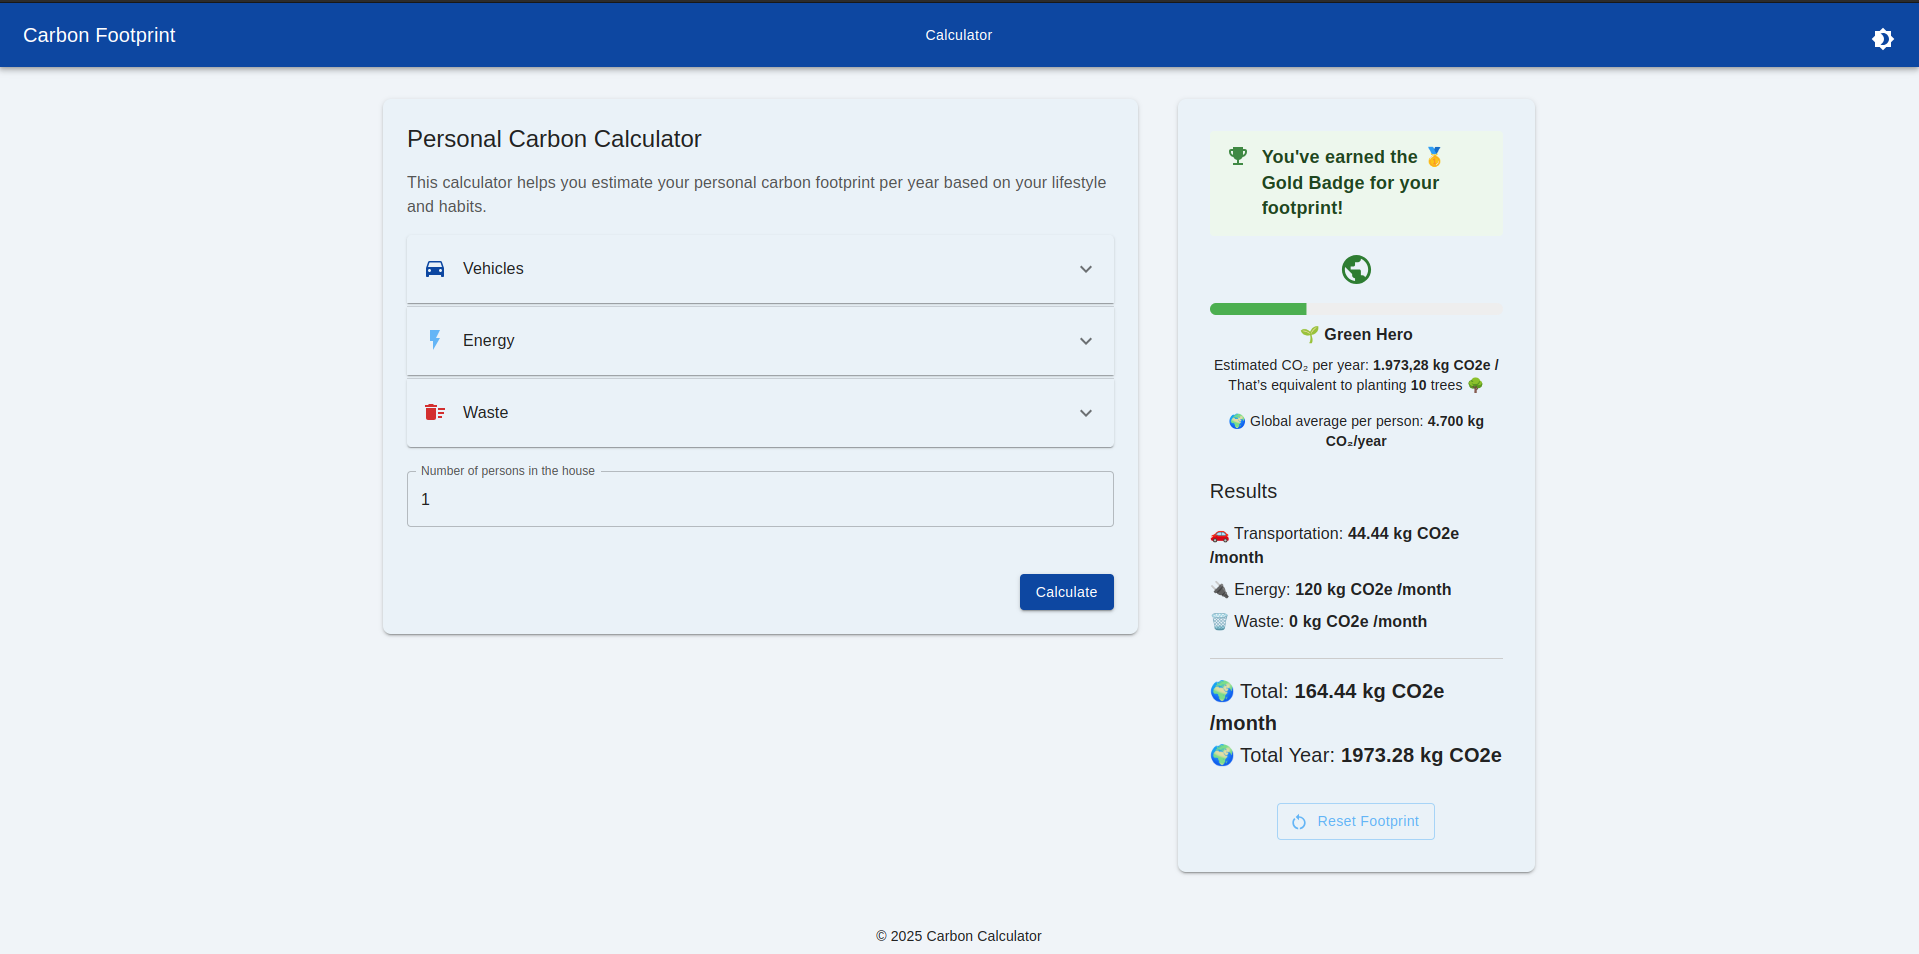 Carbon Footprint
Calculator
Personal Carbon Calculator
This calculator helps you estimate your personal carbon footprint per year based on your lifestyle
and habits.
Vehicles
Energy
Waste
Number of persons in the house
1
Calculate
You've earned the 🥇
Gold Badge for your
footprint!
🌱 Green Hero
Estimated CO₂ per year: 1.973,28 kg CO2e /
That's equivalent to planting 10 trees 🌳
🌍 Global average per person: 4.700 kg
CO₂/year
Results
🚗 Transportation: 44.44 kg CO2e
/month
🔌 Energy: 120 kg CO2e /month
🗑️ Waste: 0 kg CO2e /month
🌍 Total: 164.44 kg CO2e
/month
🌍 Total Year: 1973.28 kg CO2e
Reset Footprint
© 2025 Carbon Calculator